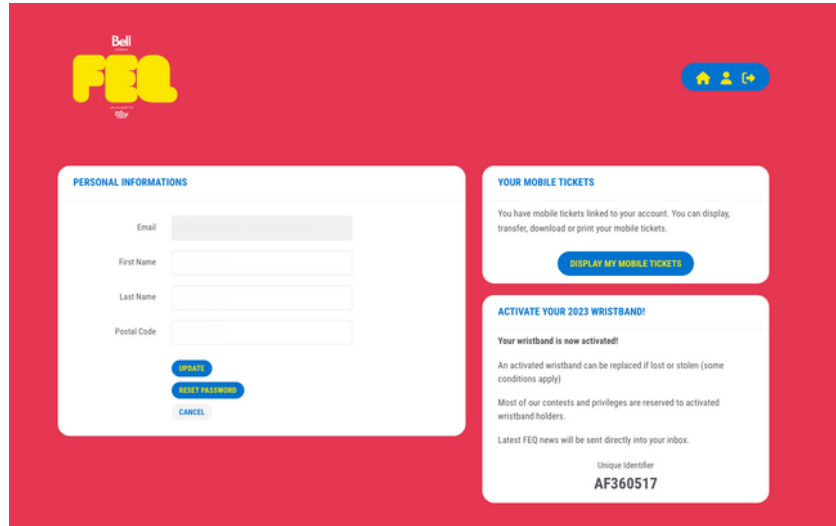 Bell
FEQ
PERSONAL INFORMATIONS
Email
First Name
Last Name
Postal Code
UPDATE
RESET PASSWORD
CANCEL
YOUR MOBILE TICKETS
You have mobile tickets linked to your account. You can display,
transfer, download or print your mobile tickets.
DISPLAY MY MOBILE TICKETS
ACTIVATE YOUR 2023 WRISTBAND!
Your wristband is now activated!
An activated wristband can be replaced if lost or stolen (some
conditions apply)
Most of our contests and privileges are reserved to activated
wristband holders.
Latest FEQ news will be sent directly into your inbox.
Unique Identifier
AF360517